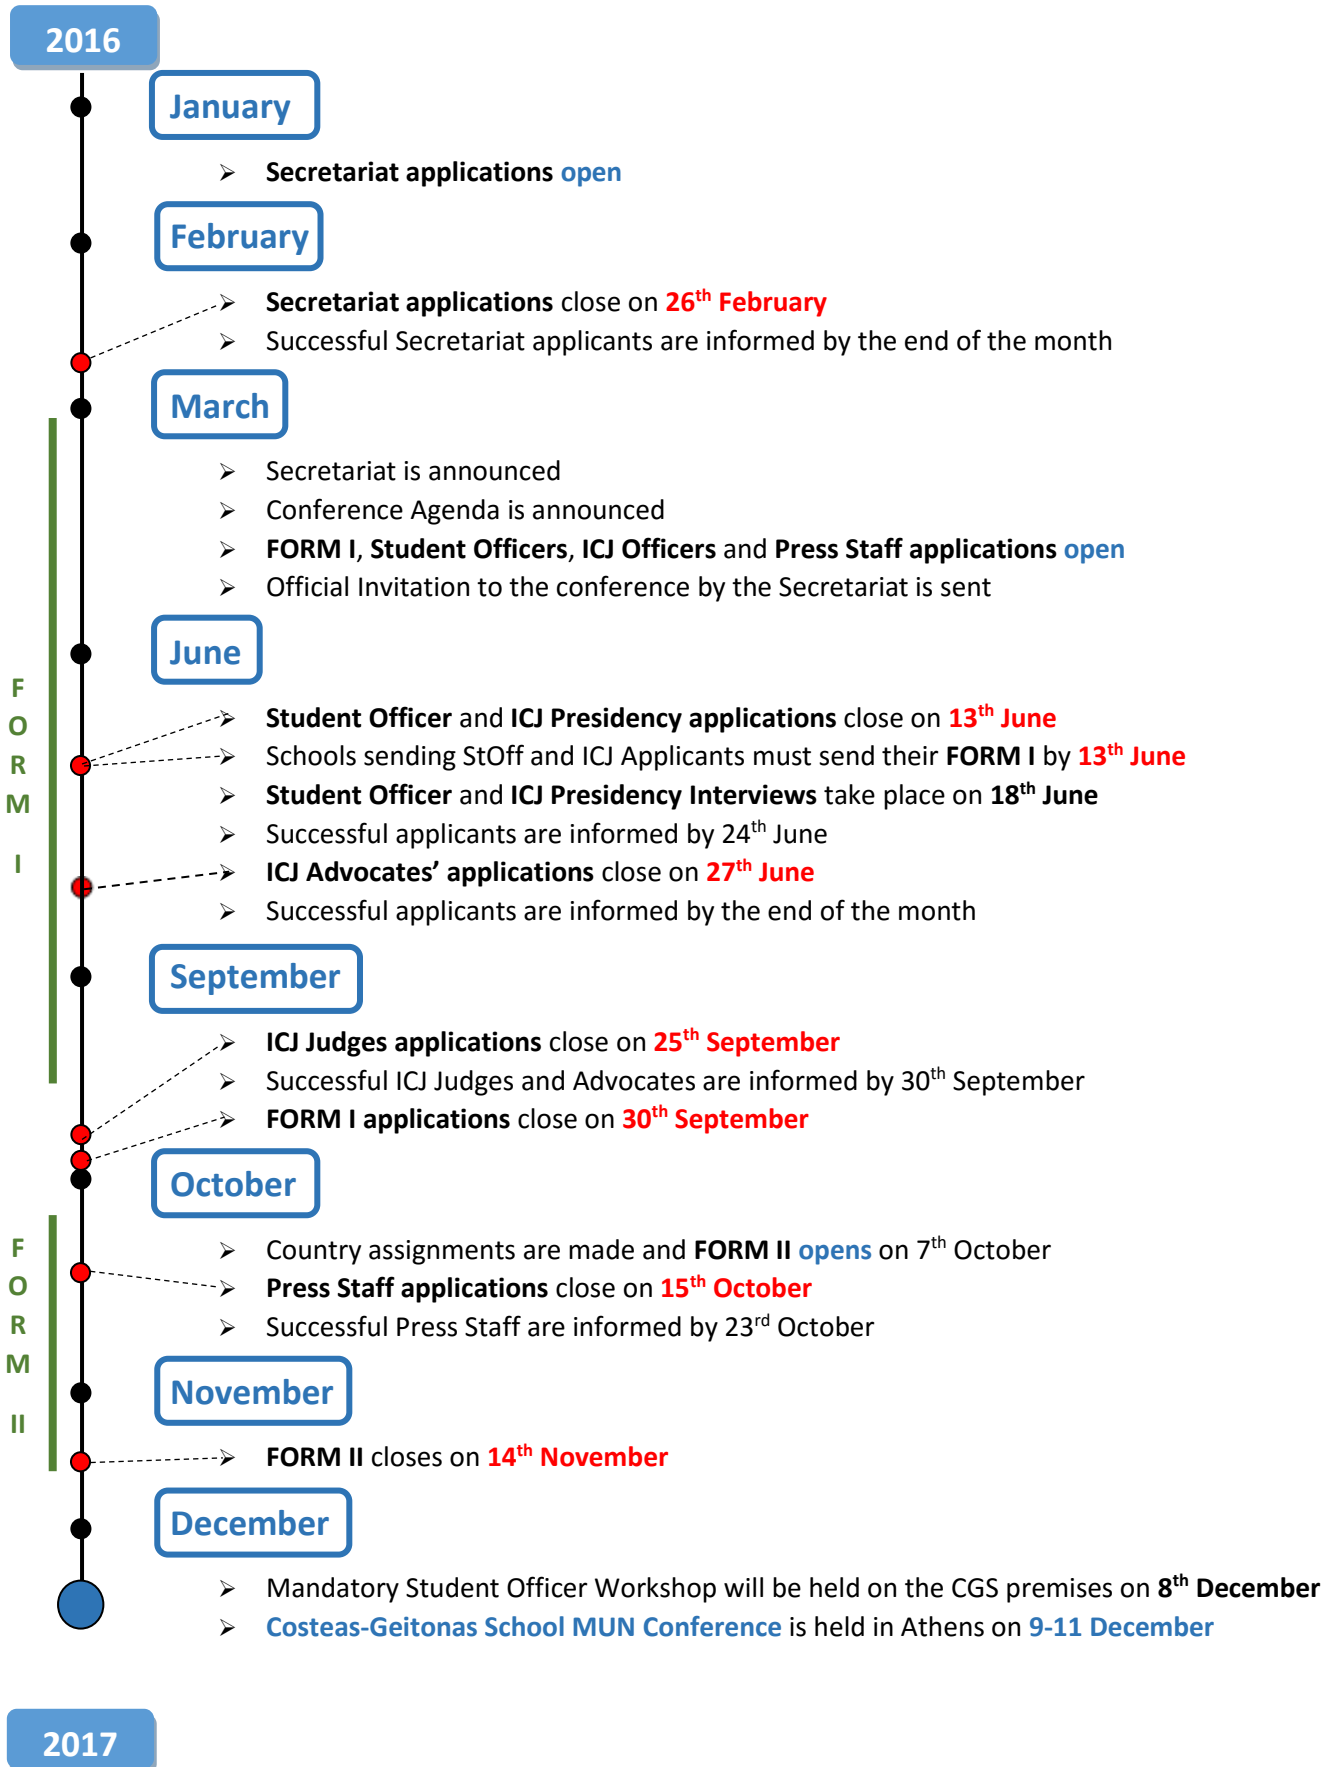 2016
January
➢ Secretariat applications open
February
➢ Secretariat applications close on 26th February
➢ Successful Secretariat applicants are informed by the end of the month
March
➢ Secretariat is announced
➢ Conference Agenda is announced
➢ FORM I, Student Officers, ICJ Officers and Press Staff applications open
➢ Official Invitation to the conference by the Secretariat is sent
FORM I
June
➢ Student Officer and ICJ Presidency applications close on 13th June
➢ Schools sending StOff and ICJ Applicants must send their FORM I by 13th June
➢ Student Officer and ICJ Presidency Interviews take place on 18th June
➢ Successful applicants are informed by 24th June
➢ ICJ Advocates’ applications close on 27th June
➢ Successful applicants are informed by the end of the month
September
➢ ICJ Judges applications close on 25th September
➢ Successful ICJ Judges and Advocates are informed by 30th September
➢ FORM I applications close on 30th September
October
FORM II
➢ Country assignments are made and FORM II opens on 7th October
➢ Press Staff applications close on 15th October
➢ Successful Press Staff are informed by 23rd October
November
➢ FORM II closes on 14th November
December
➢ Mandatory Student Officer Workshop will be held on the CGS premises on 8th December
➢ Costeas-Geitonas School MUN Conference is held in Athens on 9-11 December
2017